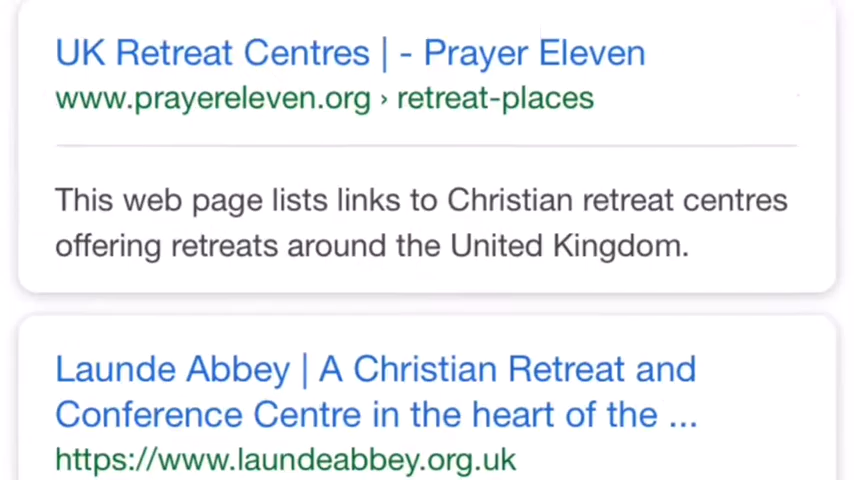 UK Retreat Centres | - Prayer Eleven
www.prayereleven.org › retreat-places
This web page lists links to Christian retreat centres
offering retreats around the United Kingdom.
Launde Abbey | A Christian Retreat and
Conference Centre in the heart of the ...
https://www.laundeabbey.org.uk